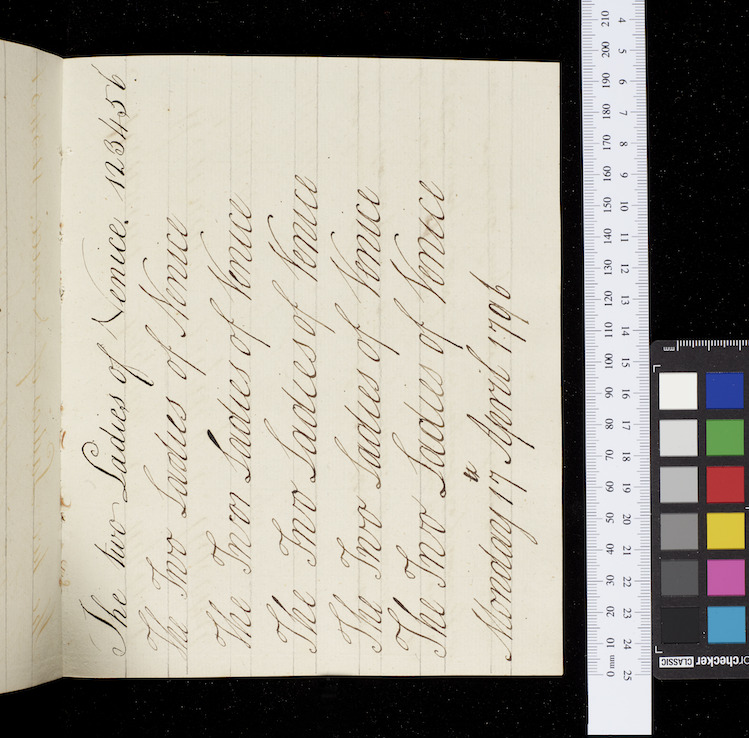 The two Ladies of Venice. 123456
The Two Ladies of Venice
The Two Ladies of Venice
The Two Ladies of Venice
The Two Ladies of Venice
The Two Ladies of Venice
Monday 17th April 1796
0 mm 10 20 30 40 50 60 70 80 90 100 110 120 130 140 150 160 170 180 190 200 210
25 24 23 22 21 20 19 18 17 16 15 14 13 12 11 10 9 8 7 6 5 4
mm
orchecker CLASSIC